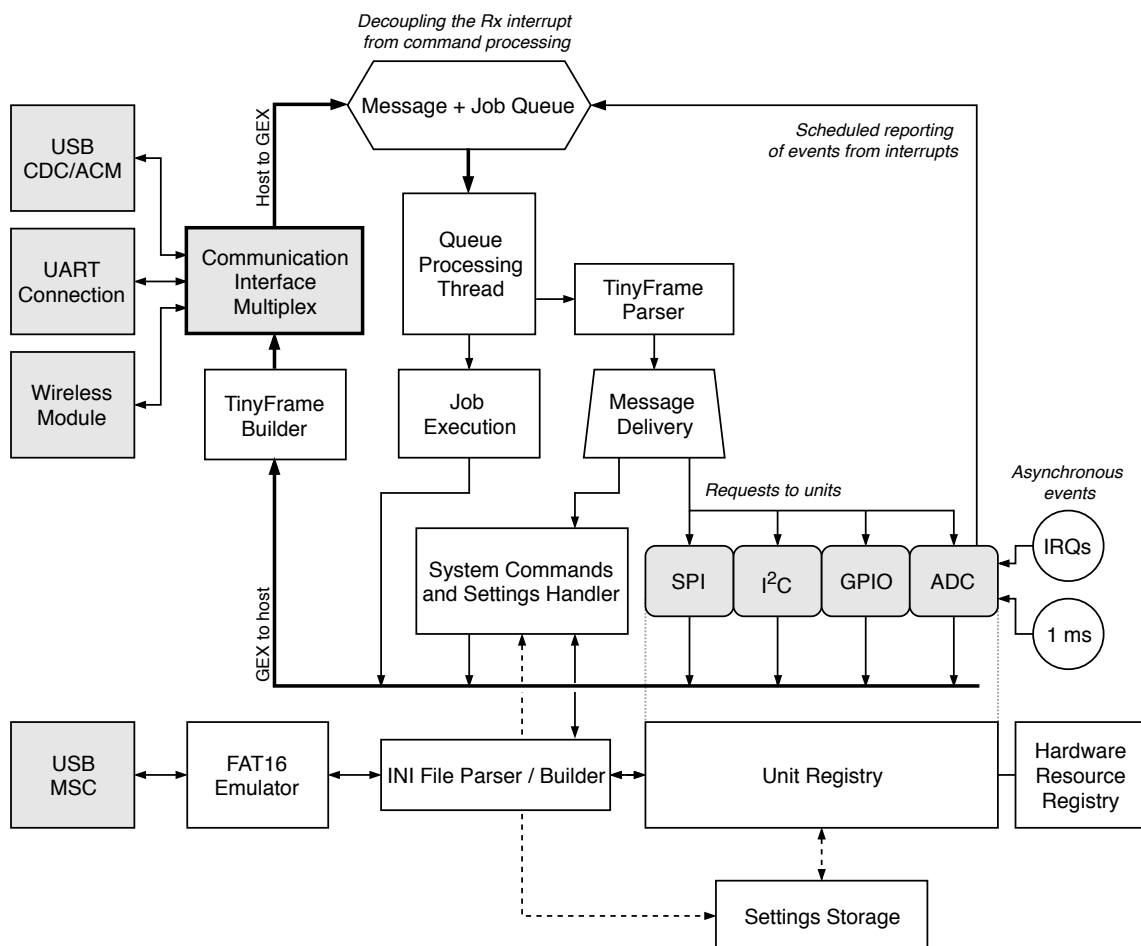 Decoupling the Rx interrupt
from command processing
Message + Job Queue
USB
CDC/ACM
Host to GEX
Scheduled reporting
of events from interrupts
UART
Connection
Communication
Interface
Multiplex
Queue
Processing
Thread
TinyFrame
Parser
Wireless
Module
TinyFrame
Builder
Job
Execution
Message
Delivery
Requests to units
Asynchronous
events
System Commands
and Settings Handler
SPI
I²C
GPIO
ADC
IRQs
1 ms
GEX to host
USB
MSC
FAT16
Emulator
INI File Parser / Builder
Unit Registry
Hardware
Resource
Registry
Settings Storage